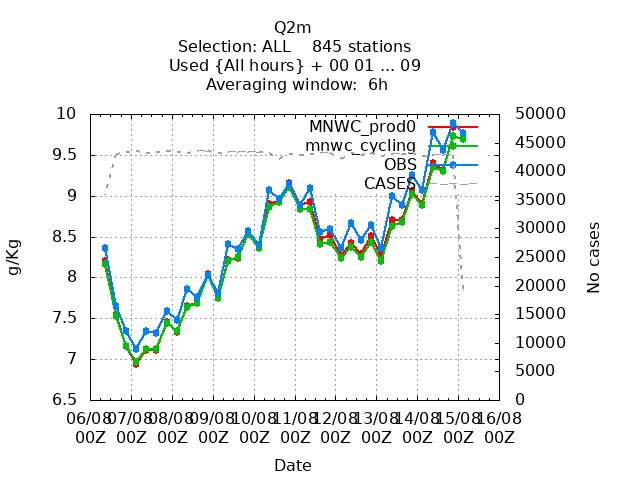 Q2m
Selection: ALL    845 stations
Used {All hours} + 00 01 ... 09
Averaging window:  6h
10
9.5
9
8.5
8
7.5
7
6.5
50000
45000
40000
35000
30000
25000
20000
15000
10000
5000
0
MNWC_prod0
mnwc_cycling
OBS
CASES
g/Kg
No cases
06/08 07/08 08/08 09/08 10/08 11/08 12/08 13/08 14/08 15/08 16/08
00Z 00Z 00Z 00Z 00Z 00Z 00Z 00Z 00Z 00Z 00Z
Date